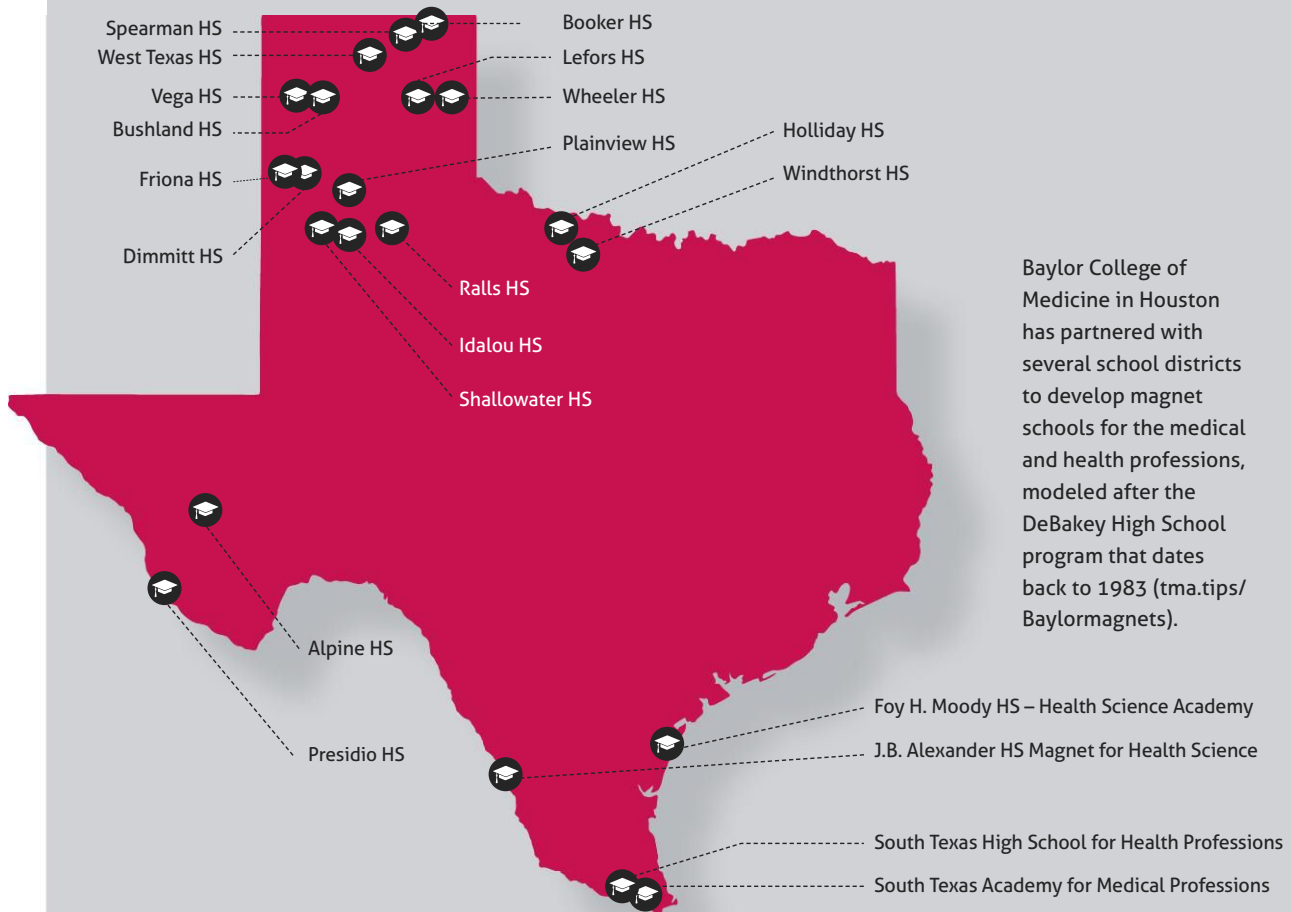 Spearman HS
West Texas HS
Vega HS
Bushland HS
Friona HS
Dimmitt HS
Booker HS
Lefors HS
Wheeler HS
Plainview HS
Holliday HS
Windthorst HS
Ralls HS
Idalou HS
Shallowater HS
Baylor College of
Medicine in Houston
has partnered with
several school districts
to develop magnet
schools for the medical
and health professions,
modeled after the
DeBakey High School
program that dates
back to 1983 (tma.tips/
Baylormagnets).
Alpine HS
Presidio HS
Foy H. Moody HS – Health Science Academy
J.B. Alexander HS Magnet for Health Science
South Texas High School for Health Professions
South Texas Academy for Medical Professions